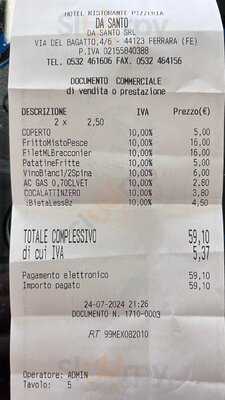 HOTEL RISTORANTE PIZZERIA
DA SANTO
DA SANTO SRL
VIA DEL BAGATTO,4/6 - 44123 FERRARA (FE)
P.IVA 02155840388
TEL. 0532 461606 FAX. 0532 464156
DOCUMENTO COMMERCIALE
di vendita o prestazione
DESCRIZIONE IVA Prezzo(€)
2 x 2,50
COPERTO 10,00% 5,00
FrittoMistoPesce 10,00% 16,00
FiletMLBracconier 10,00% 16,00
PatatineFritte 10,00% 5,00
VinoBianc1/2Spina 10,00% 6,00
AC GAS 0,70CLVET 10,00% 2,80
COCALATTINZERO 10,00% 3,80
iBietaLessBz 10,00% 4,50
TOTALE COMPLESSIVO 59,10
di cui IVA 5,37
Pagamento elettronico 59,10
Importo pagato 59,10
24-07-2024 21:26
DOCUMENTO N. 1710-0003
RT 99MEX082010
Operatore: ADMIN
Tavolo: 5